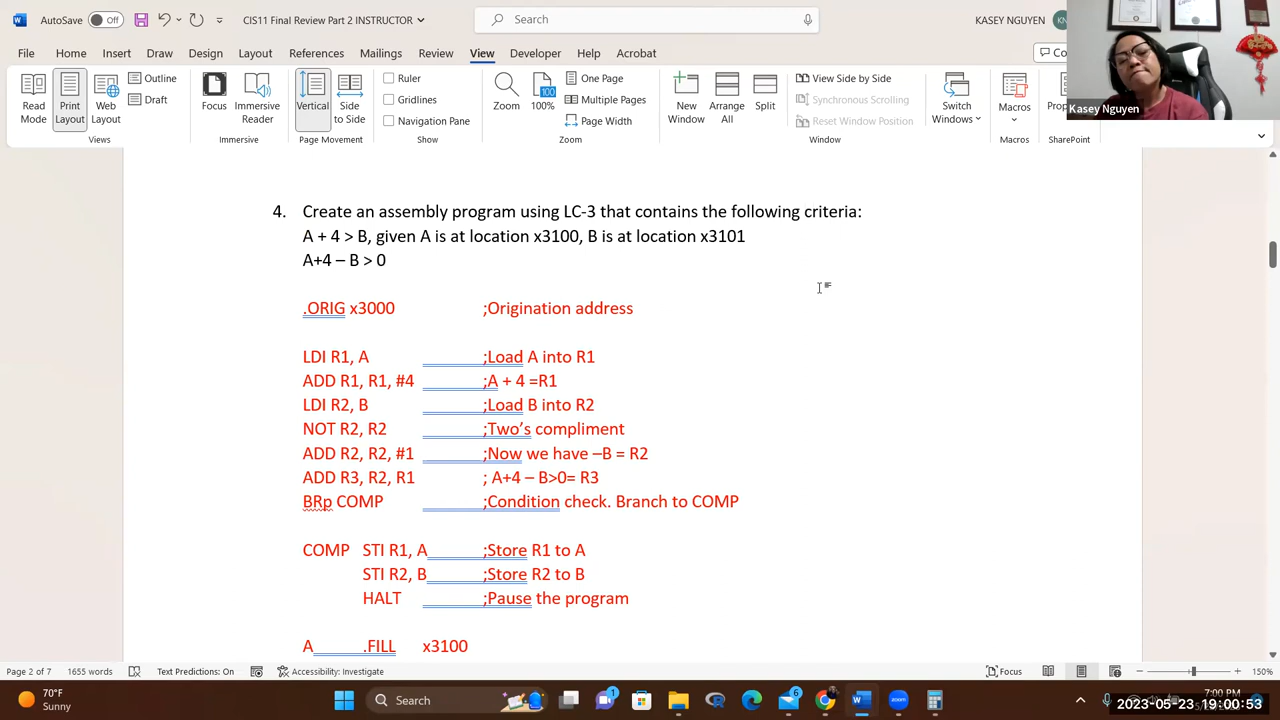 AutoSave Off CIS11 Final Review Part 2 INSTRUCTOR Search KASEY NGUYEN KN
File Home Insert Draw Design Layout References Mailings Review View Developer Help Acrobat Co
Read Mode Print Layout Web Layout Outline Draft Views
Focus Immersive Reader Immersive
Vertical Side to Side Page Movement
Ruler Gridlines Navigation Pane Show
Zoom 100 100% One Page Multiple Pages Page Width Zoom
New Window Arrange All Split View Side by Side Synchronous Scrolling Reset Window Position Switch Windows Window
Macros Macros
Prop SharePoint
Kasey Nguyen
4. Create an assembly program using LC-3 that contains the following criteria:
A + 4 > B, given A is at location x3100, B is at location x3101
A+4 – B > 0
.ORIG x3000 ;Origination address
LDI R1, A ;Load A into R1
ADD R1, R1, #4 ;A + 4 =R1
LDI R2, B ;Load B into R2
NOT R2, R2 ;Two’s compliment
ADD R2, R2, #1 ;Now we have –B = R2
ADD R3, R2, R1 ; A+4 – B>0= R3
BRp COMP ;Condition check. Branch to COMP
COMP STI R1, A ;Store R1 to A
STI R2, B ;Store R2 to B
HALT ;Pause the program
A .FILL x3100
Page 2 of 7 1655 words Text Predictions: On Accessibility: Investigate Focus 150%
70°F
Sunny
Search
1
6
7:00 PM
2023-05-23 19:00:53